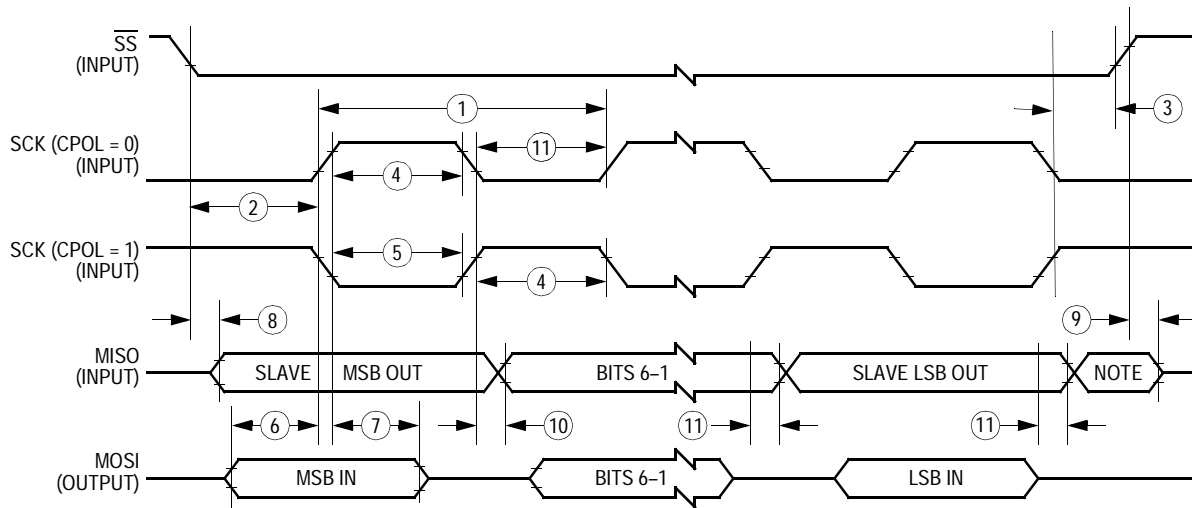 SS
(INPUT)
1
3
SCK (CPOL = 0)
(INPUT)
11
4
2
SCK (CPOL = 1)
(INPUT)
5
4
8
9
MISO
(INPUT)
SLAVE MSB OUT
BITS 6–1
SLAVE LSB OUT
NOTE
6
7
10
11
11
MOSI
(OUTPUT)
MSB IN
BITS 6–1
LSB IN